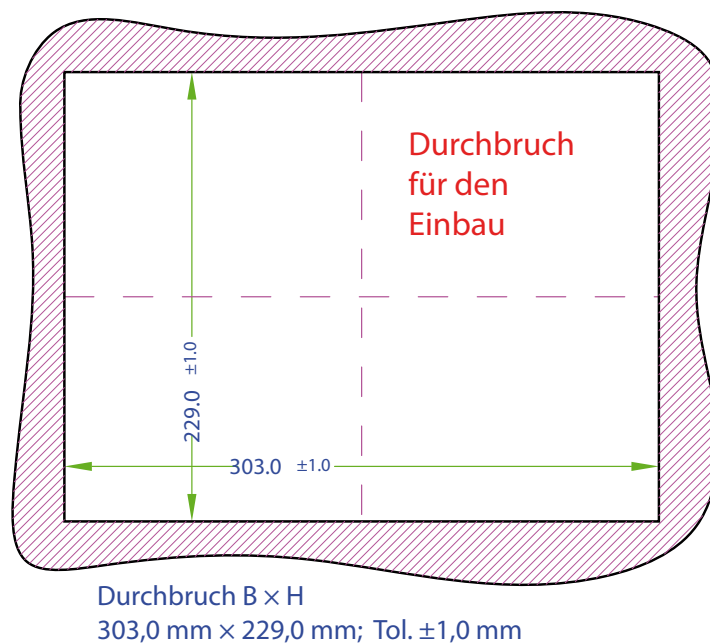 Durchbruch
für den
Einbau
229.0 ±1.0
303.0 ±1.0
Durchbruch B × H
303,0 mm × 229,0 mm; Tol. ±1,0 mm